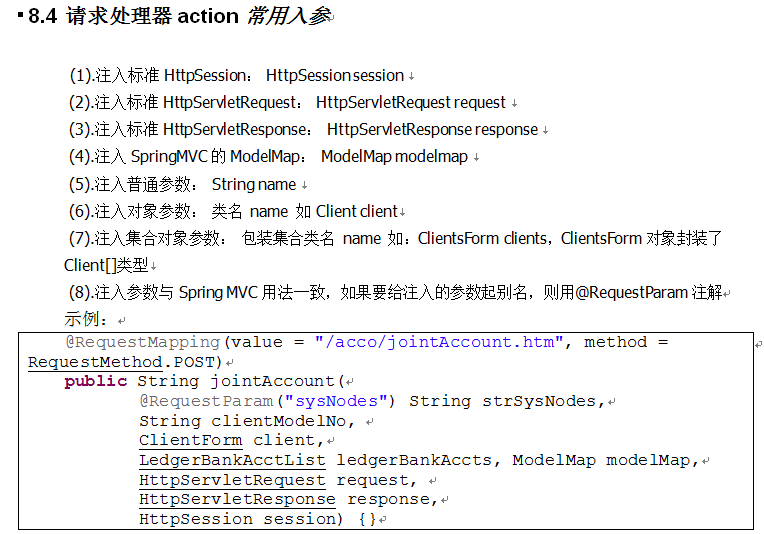 ▪8.4 请求处理器 action 常用入参
(1).注入标准 HttpSession： HttpSession session
(2).注入标准 HttpServletRequest： HttpServletRequest request
(3).注入标准 HttpServletResponse： HttpServletResponse response
(4).注入 SpringMVC 的 ModelMap： ModelMap modelmap
(5).注入普通参数： String name
(6).注入对象参数： 类名 name 如 Client client
(7).注入集合对象参数： 包装集合类名 name 如：ClientsForm clients，ClientsForm 对象封装了
Client[]类型
(8).注入参数与 Spring MVC 用法一致，如果要给注入的参数起别名，则用@RequestParam 注解
示例：
@RequestMapping(value = "/acco/jointAccount.htm", method =
RequestMethod.POST)
public String jointAccount(
@RequestParam("sysNodes") String strSysNodes,
String clientModelNo,
ClientForm client,
LedgerBankAcctList ledgerBankAccts, ModelMap modelMap,
HttpServletRequest request,
HttpServletResponse response,
HttpSession session) {}